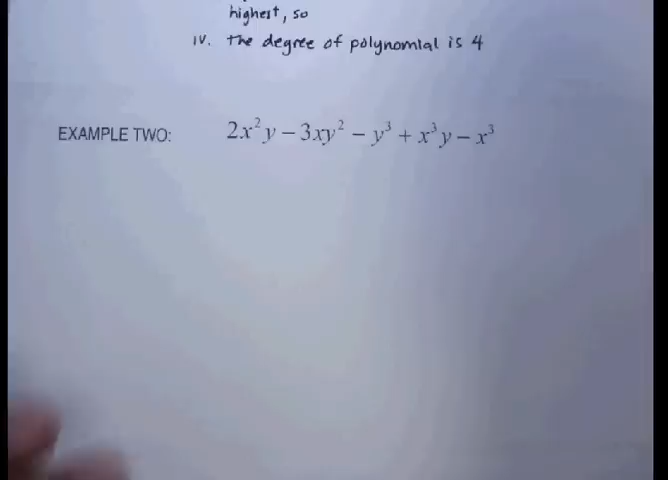 highest, so
iv. the degree of polynomial is 4
EXAMPLE TWO: 2x²y − 3xy² − y³ + x³y − x³